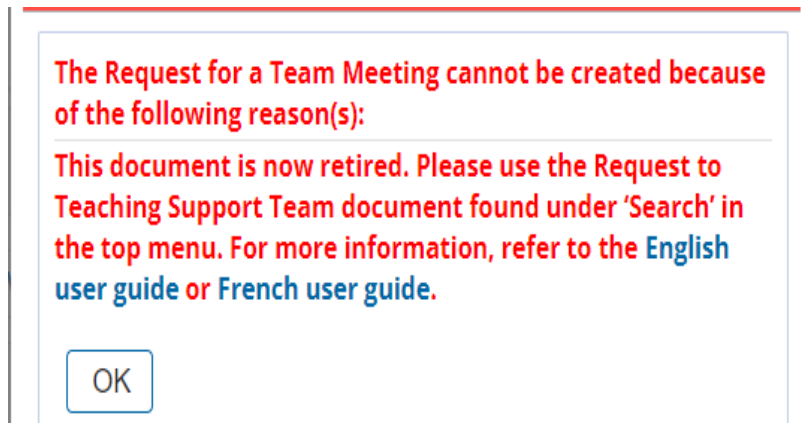 The Request for a Team Meeting cannot be created because
of the following reason(s):
This document is now retired. Please use the Request to
Teaching Support Team document found under ‘Search’ in
the top menu. For more information, refer to the English
user guide or French user guide.
OK